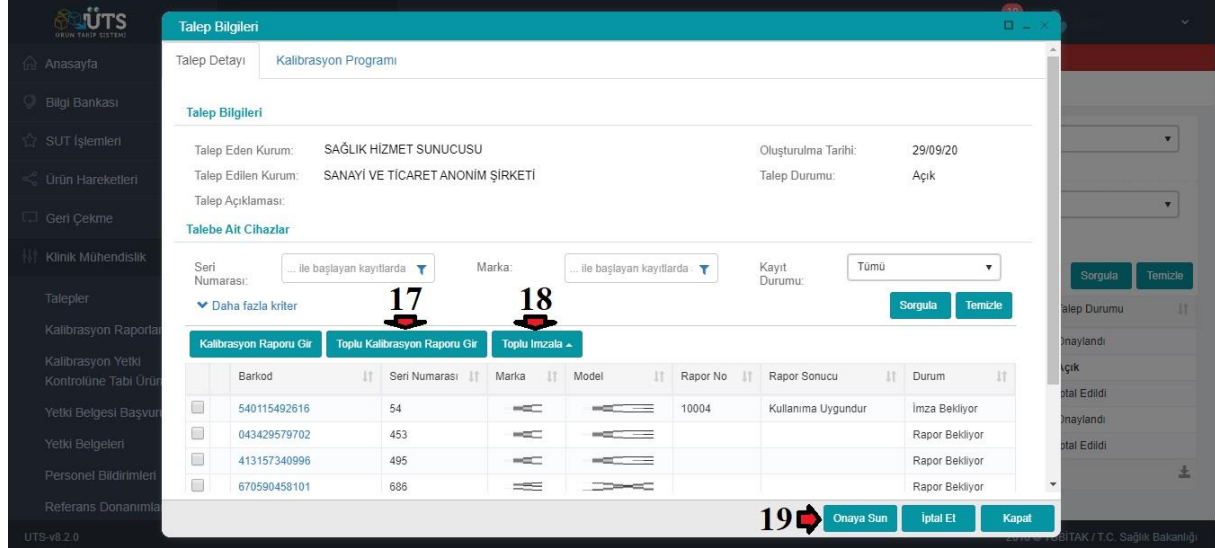 ÜTS
ÜRÜN TAKİP SİSTEMİ
10
Talep Bilgileri
Talep Detayı Kalibrasyon Programı
Anasayfa
Bilgi Bankası
SUT İşlemleri
Ürün Hareketleri
Geri Çekme
Klinik Mühendislik
Talepler
Kalibrasyon Raporlar
Kalibrasyon Yetki
Kontrolüne Tabi Ürün
Yetki Belgesi Başvuru
Yetki Belgeleri
Personel Bildirimleri
Referans Donanımla
UTS-v8.2.0
Talep Bilgileri
Talep Eden Kurum: SAĞLIK HİZMET SUNUCUSU Oluşturulma Tarihi: 29/09/20
Talep Edilen Kurum: SANAYİ VE TİCARET ANONİM ŞİRKETİ Talep Durumu: Açık
Talep Açıklaması:
Talebe Ait Cihazlar
Seri Numarası: ... ile başlayan kayıtlarda Marka: ... ile başlayan kayıtlarda Kayıt Durumu: Tümü
Daha fazla kriter 17 18 Sorgula Temizle
Kalibrasyon Raporu Gir Toplu Kalibrasyon Raporu Gir Toplu İmzala
Barkod Seri Numarası Marka Model Rapor No Rapor Sonucu Durum
540115492616 54 10004 Kullanıma Uygundur İmza Bekliyor
043429579702 453 Rapor Bekliyor
413157340996 495 Rapor Bekliyor
670590458101 686 Rapor Bekliyor
19 Onaya Sun İptal Et Kapat
Sorgula Temizle
Talep Durumu
Onaylandı
Açık
İptal Edildi
Onaylandı
İptal Edildi
TÜBİTAK / T.C. Sağlık Bakanlığı